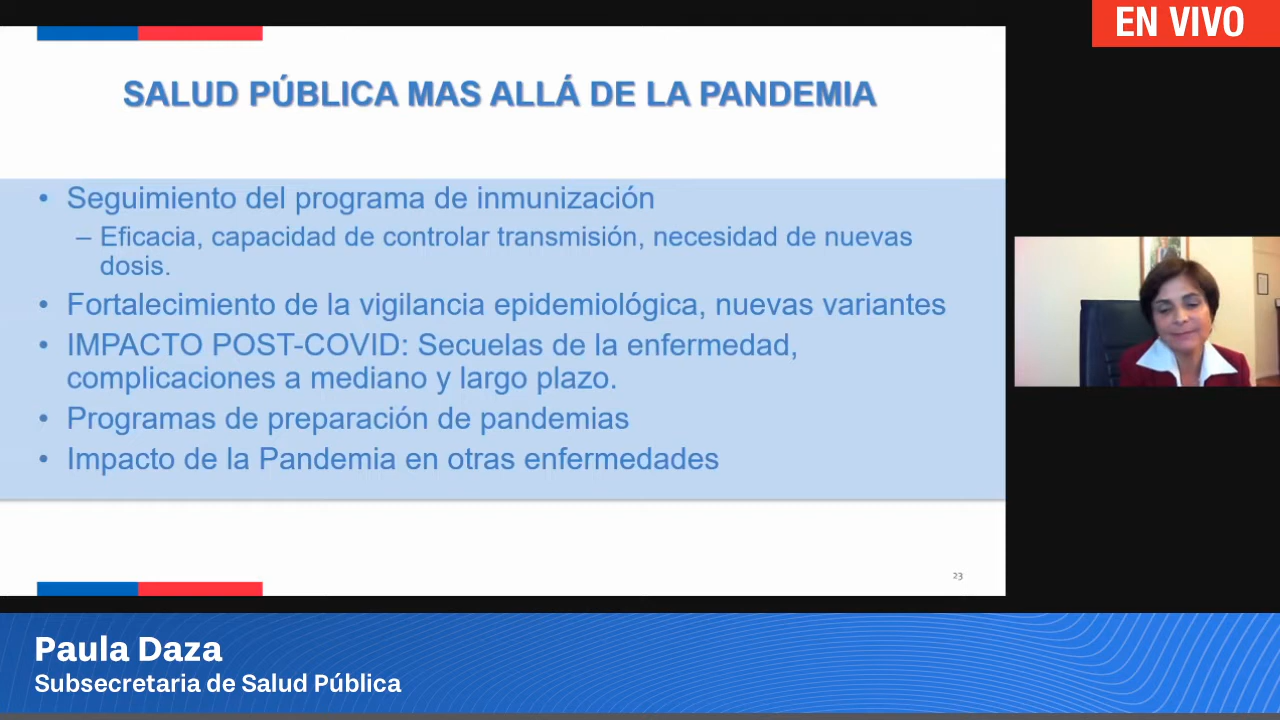 EN VIVO
SALUD PÚBLICA MAS ALLÁ DE LA PANDEMIA
• Seguimiento del programa de inmunización
– Eficacia, capacidad de controlar transmisión, necesidad de nuevas
dosis.
• Fortalecimiento de la vigilancia epidemiológica, nuevas variantes
• IMPACTO POST-COVID: Secuelas de la enfermedad,
complicaciones a mediano y largo plazo.
• Programas de preparación de pandemias
• Impacto de la Pandemia en otras enfermedades
23
Paula Daza
Subsecretaria de Salud Pública